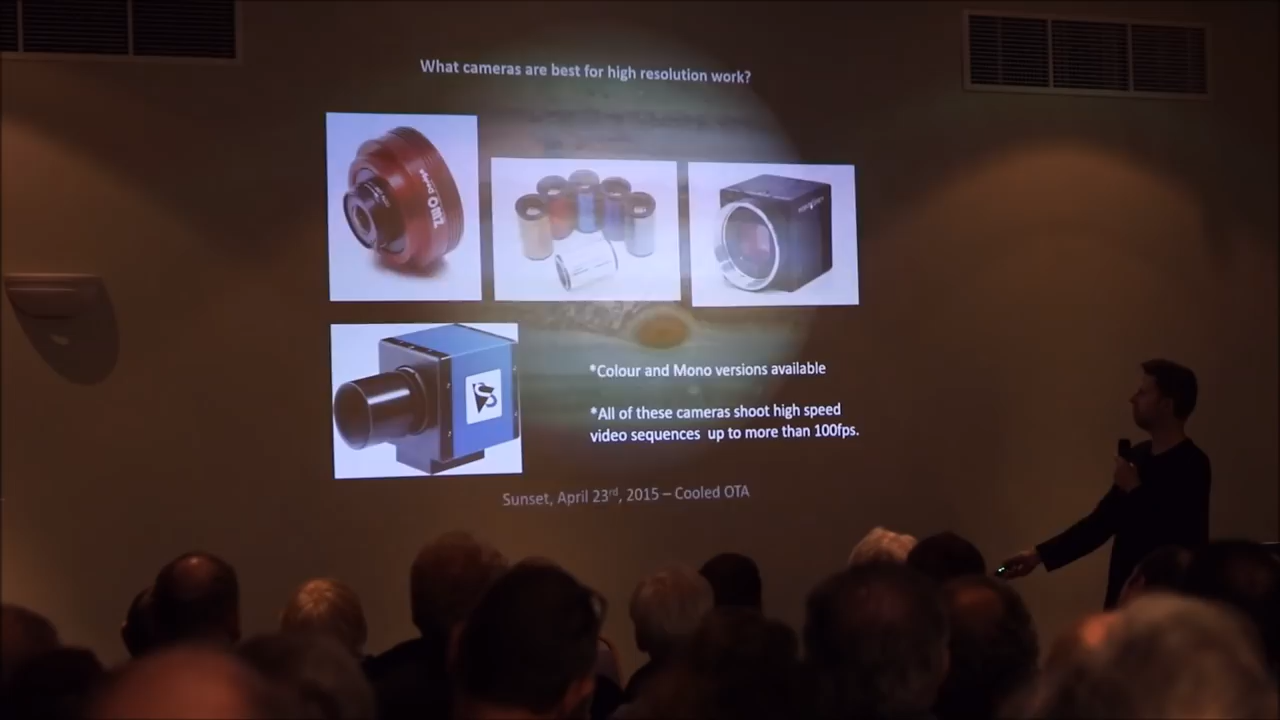 What cameras are best for high resolution work?
ZWO
*Colour and Mono versions available
*All of these cameras shoot high speed
video sequences up to more than 100fps.
Sunset, April 23rd, 2015 – Cooled OTA